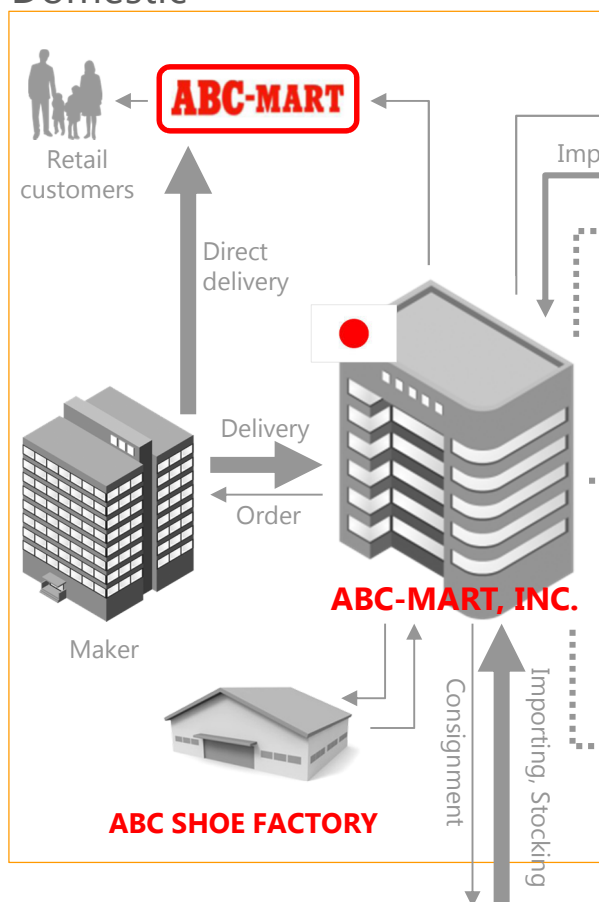 Domestic
ABC-MART
Retail
customers
Imp
Direct
delivery
Delivery
Order
ABC-MART, INC.
Maker
Consignment
Importing, Stocking
ABC SHOE FACTORY